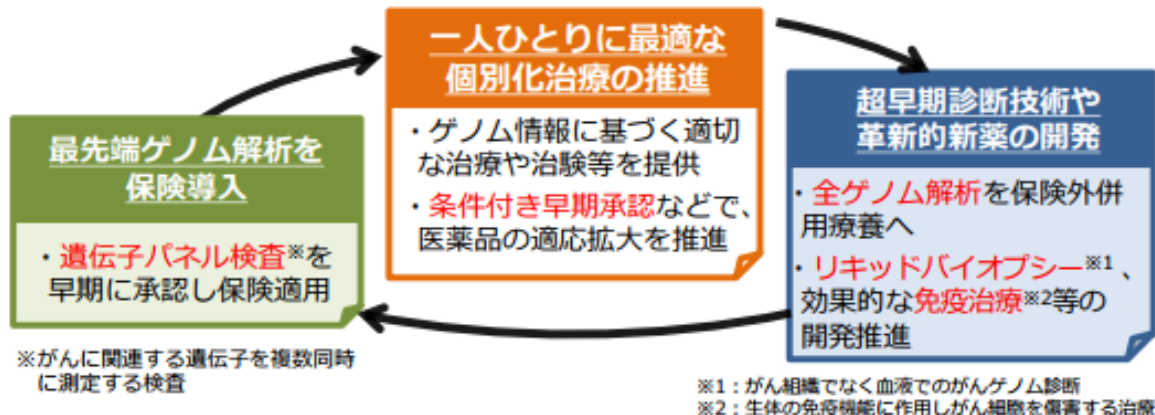 最先端ゲノム解析を
保険導入
・遺伝子パネル検査※を
早期に承認し保険適用
※がんに関連する遺伝子を複数同時
に測定する検査
一人ひとりに最適な
個別化治療の推進
・ゲノム情報に基づく適切
な治療や治験等を提供
・条件付き早期承認などで、
医薬品の適応拡大を推進
超早期診断技術や
革新的新薬の開発
・全ゲノム解析を保険外併
用療養へ
・リキッドバイオプシー※1、
効果的な免疫治療※2等の
開発推進
※1：がん組織でなく血液でのがんゲノム診断
※2：生体の免疫機能に作用しがん細胞を傷害する治療